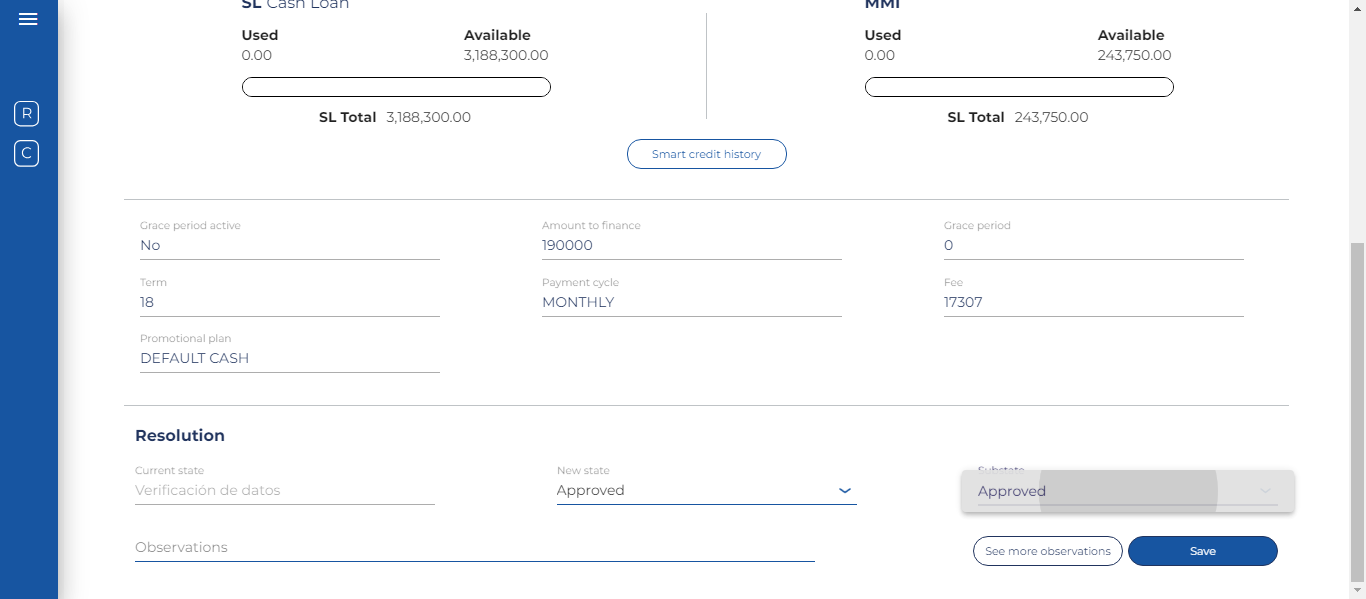 SL Cash Loan
MMI
Used
Available
0.00
3,188,300.00
Used
Available
0.00
243,750.00
SL Total 3,188,300.00
SL Total 243,750.00
R
C
Smart credit history
Grace period active
No
Amount to finance
190000
Grace period
0
Term
18
Payment cycle
MONTHLY
Fee
17307
Promotional plan
DEFAULT CASH
Resolution
Current state
Verificación de datos
New state
Approved
Substate
Approved
Observations
See more observations
Save